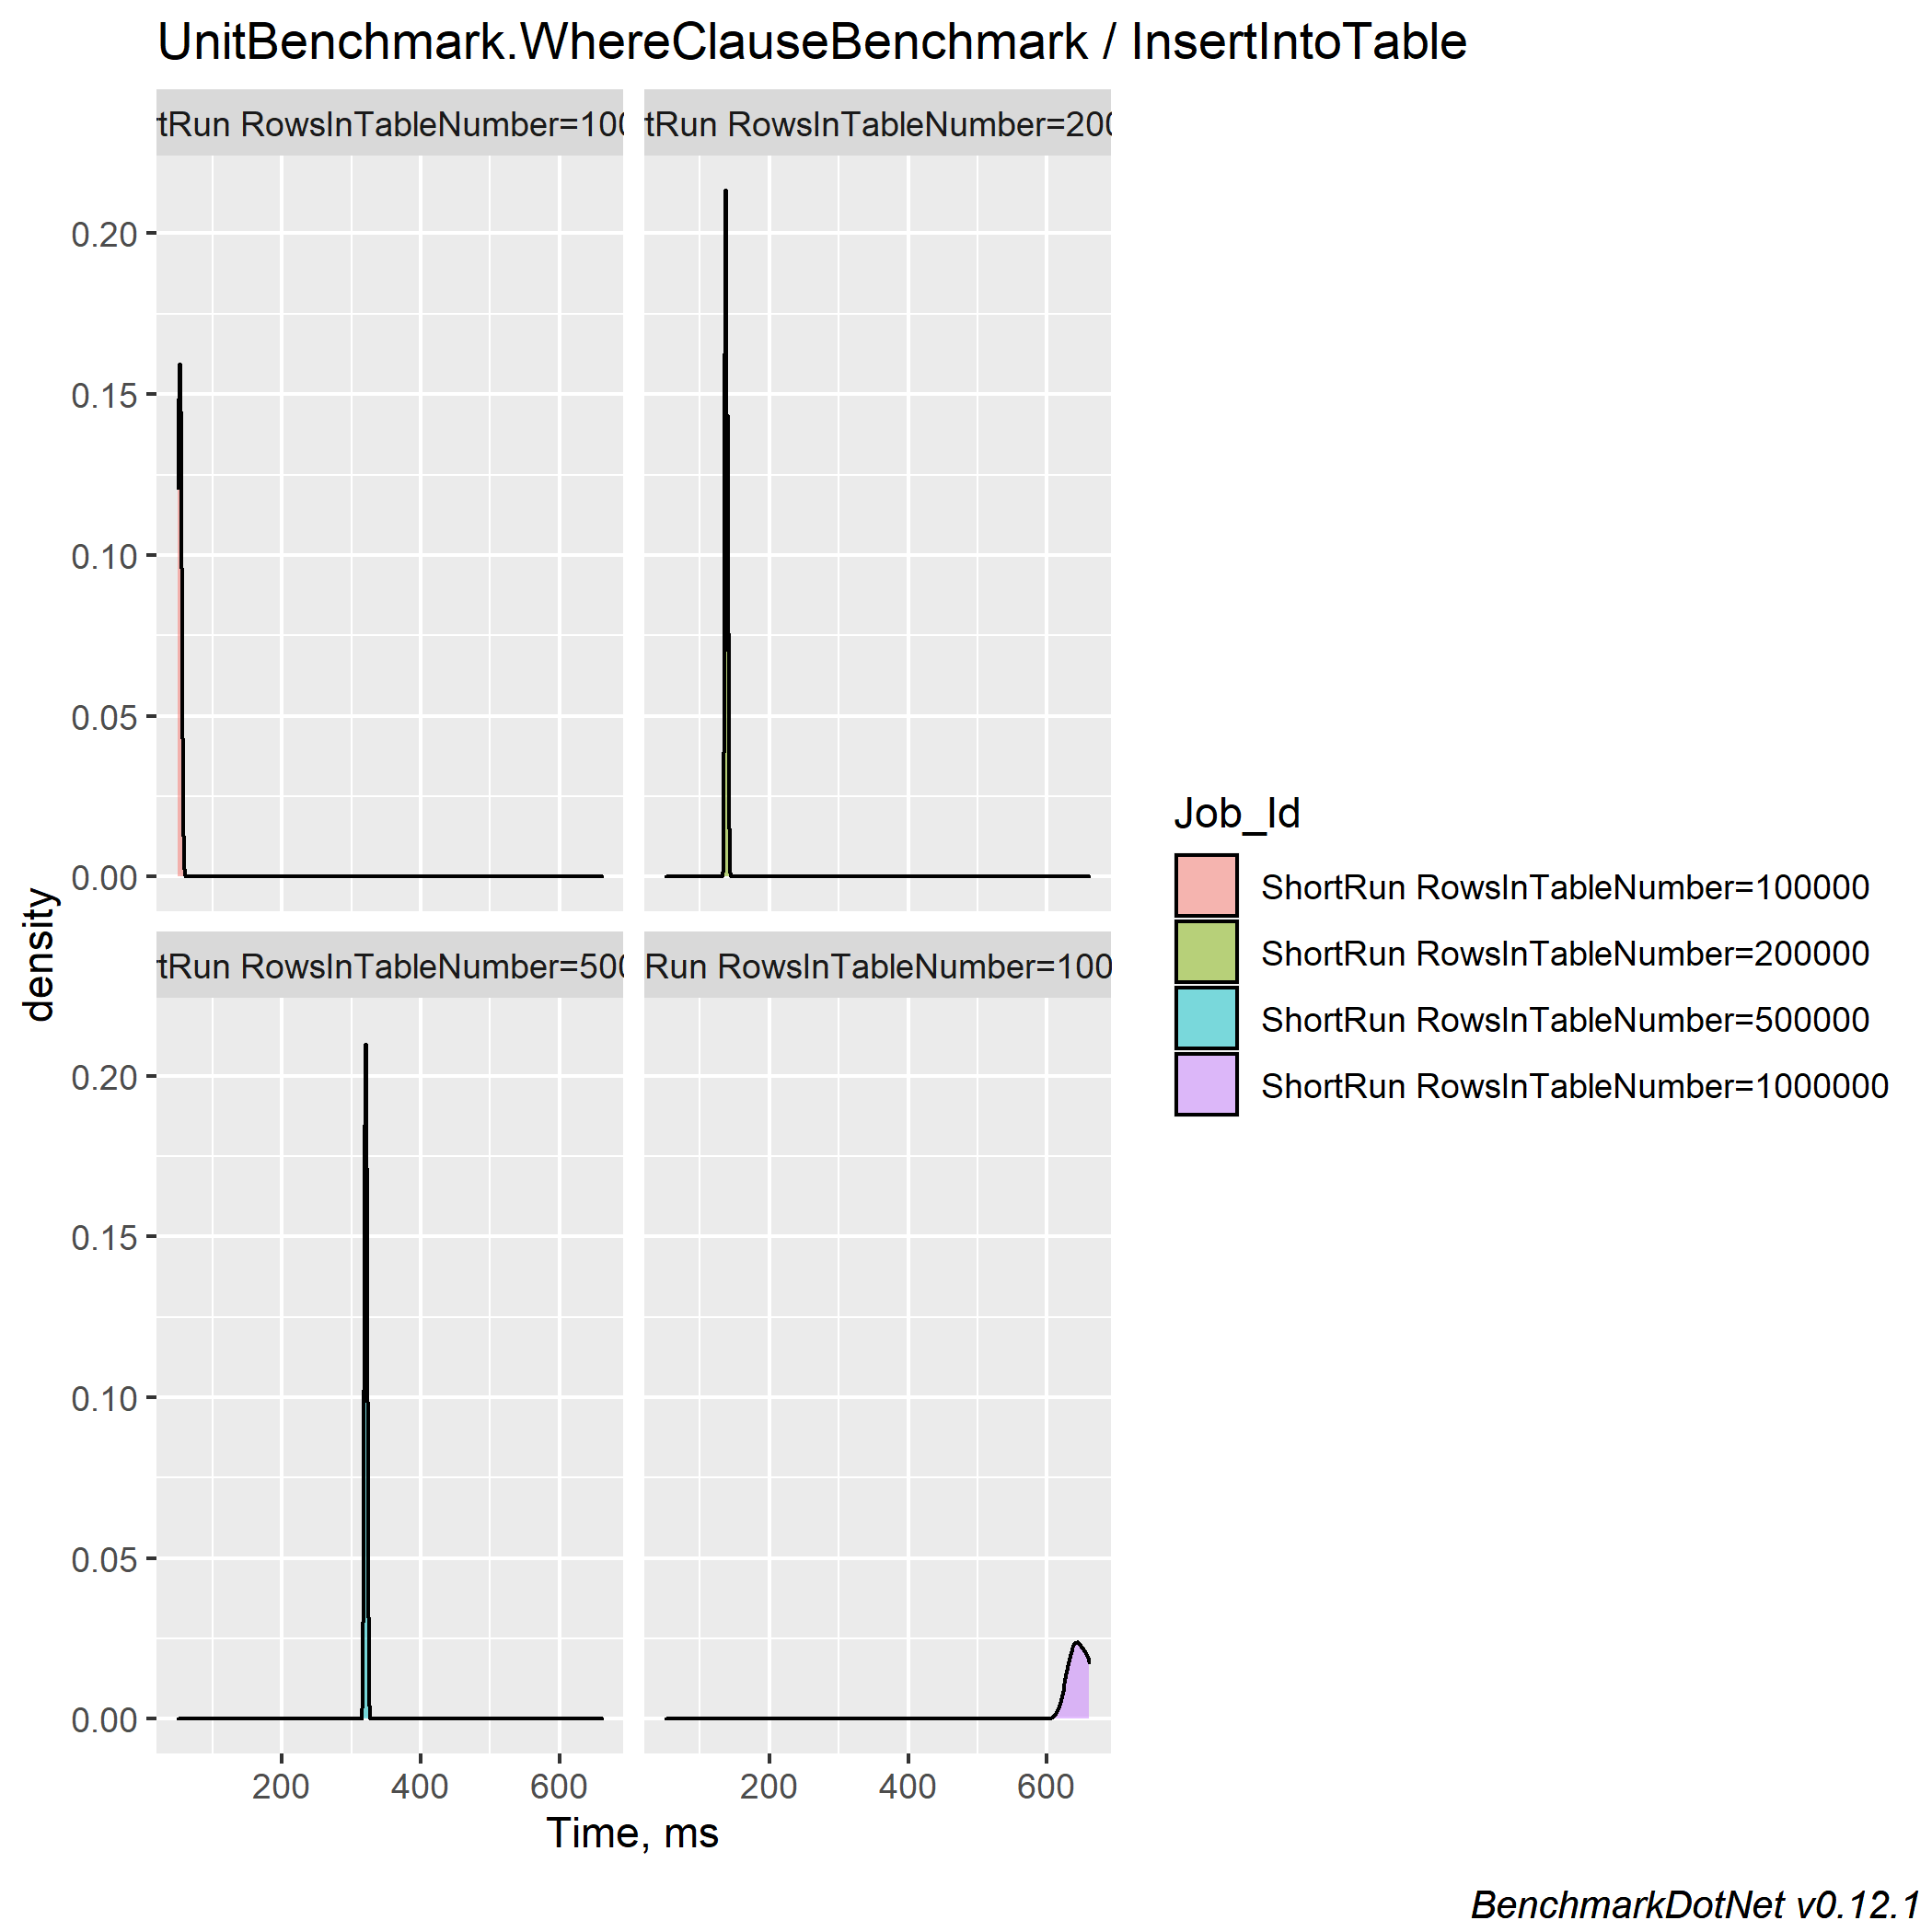 UnitBenchmark.WhereClauseBenchmark / InsertIntoTable
tRun RowsInTableNumber=100
tRun RowsInTableNumber=200
0.20
0.15
0.10
0.05
0.00
tRun RowsInTableNumber=500
Run RowsInTableNumber=100
0.20
0.15
0.10
0.05
0.00
200 400 600
200 400 600
Time, ms
density
Job_Id
ShortRun RowsInTableNumber=100000
ShortRun RowsInTableNumber=200000
ShortRun RowsInTableNumber=500000
ShortRun RowsInTableNumber=1000000
BenchmarkDotNet v0.12.1